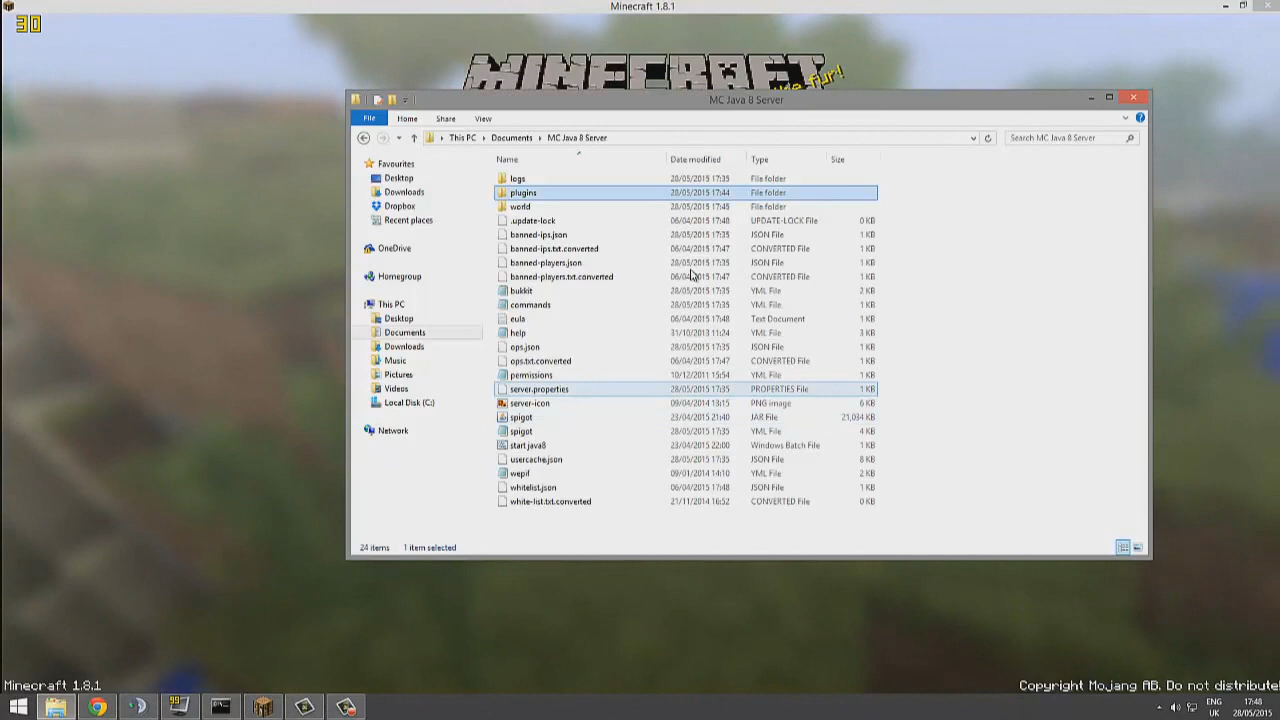 Minecraft 1.8.1
30
MINECRAFT
fur!
MC Java 8 Server
File Home Share View
This PC Documents MC Java 8 Server Search MC Java 8 Server
Name Date modified Type Size
Favourites
Desktop
Downloads
Dropbox
Recent places
OneDrive
Homegroup
This PC
Desktop
Documents
Downloads
Music
Pictures
Videos
Local Disk (C:)
Network
logs 28/05/2015 17:35 File folder
plugins 28/05/2015 17:44 File folder
world 28/05/2015 17:45 File folder
.update-lock 06/04/2015 17:48 UPDATE-LOCK File 0 KB
banned-ips.json 28/05/2015 17:35 JSON File 1 KB
banned-ips.txt.converted 06/04/2015 17:47 CONVERTED File 1 KB
banned-players.json 28/05/2015 17:35 JSON File 1 KB
banned-players.txt.converted 06/04/2015 17:47 CONVERTED File 1 KB
bukkit 28/05/2015 17:35 YML File 2 KB
commands 28/05/2015 17:35 YML File 1 KB
eula 06/04/2015 17:48 Text Document 1 KB
help 31/10/2013 11:24 YML File 3 KB
ops.json 28/05/2015 17:35 JSON File 1 KB
ops.txt.converted 06/04/2015 17:47 CONVERTED File 1 KB
permissions 10/12/2011 15:54 YML File 1 KB
server.properties 28/05/2015 17:35 PROPERTIES File 1 KB
server-icon 09/04/2014 13:15 PNG image 6 KB
spigot 23/04/2015 21:40 JAR File 21,034 KB
spigot 28/05/2015 17:35 YML File 4 KB
start java8 23/04/2015 22:00 Windows Batch File 1 KB
usercache.json 28/05/2015 17:35 JSON File 8 KB
wepif 09/01/2014 14:10 YML File 2 KB
whitelist.json 06/04/2015 17:48 JSON File 1 KB
white-list.txt.converted 21/11/2014 16:52 CONVERTED File 0 KB
24 items 1 item selected
Minecraft 1.8.1
Copyright Mojang AB. Do not distribute
99
ENG 17:48
UK 28/05/2015